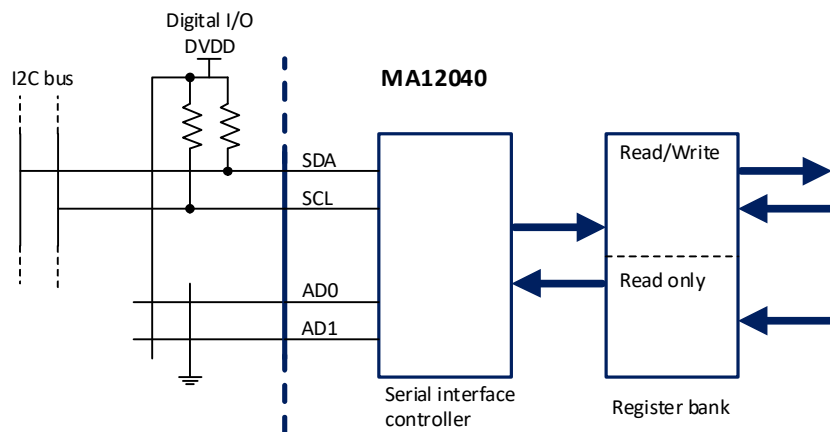 Digital I/O
DVDD
I2C bus
MA12040
SDA
Read/Write
SCL
Read only
AD0
AD1
Serial interface
controller
Register bank